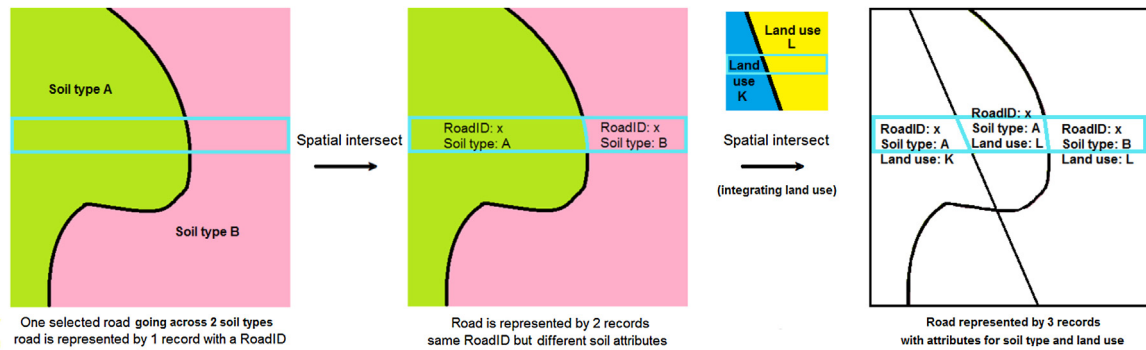 Soil type A
Soil type B
One selected road going across 2 soil types
road is represented by 1 record with a RoadID
Spatial intersect
RoadID: x
Soil type: A
RoadID: x
Soil type: B
Road is represented by 2 records
same RoadID but different soil attributes
Land use
L
Land
use
K
Spatial intersect
(integrating land use)
RoadID: x
Soil type: A
Land use: K
RoadID: x
Soil type: A
Land use: L
RoadID: x
Soil type: B
Land use: L
Road represented by 3 records
with attributes for soil type and land use